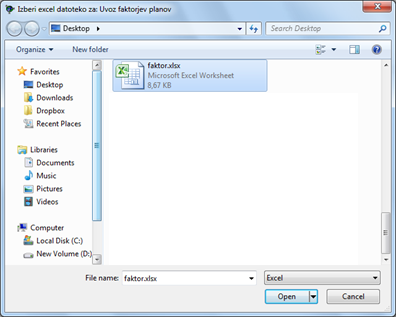 Izberi excel datoteko za: Uvoz faktorjev planov
Desktop
Search Desktop
Organize
New folder
Favorites
Desktop
Downloads
Dropbox
Recent Places
Libraries
Documents
Music
Pictures
Videos
Computer
Local Disk (C:)
New Volume (D:)
faktor.xlsx
Microsoft Excel Worksheet
8,67 KB
File name: faktor.xlsx
Excel
Open
Cancel